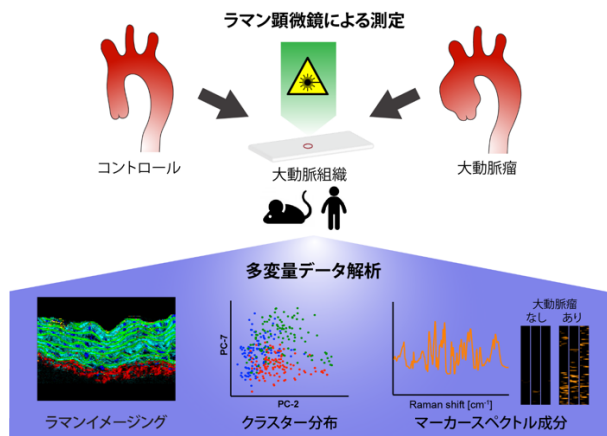 ラマン顕微鏡による測定
コントロール
大動脈組織
大動脈瘤
多変量データ解析
ラマンイメージング
PC-7
PC-2
クラスター分布
Raman shift [cm⁻¹]
大動脈瘤
なし あり
マーカースペクトル成分